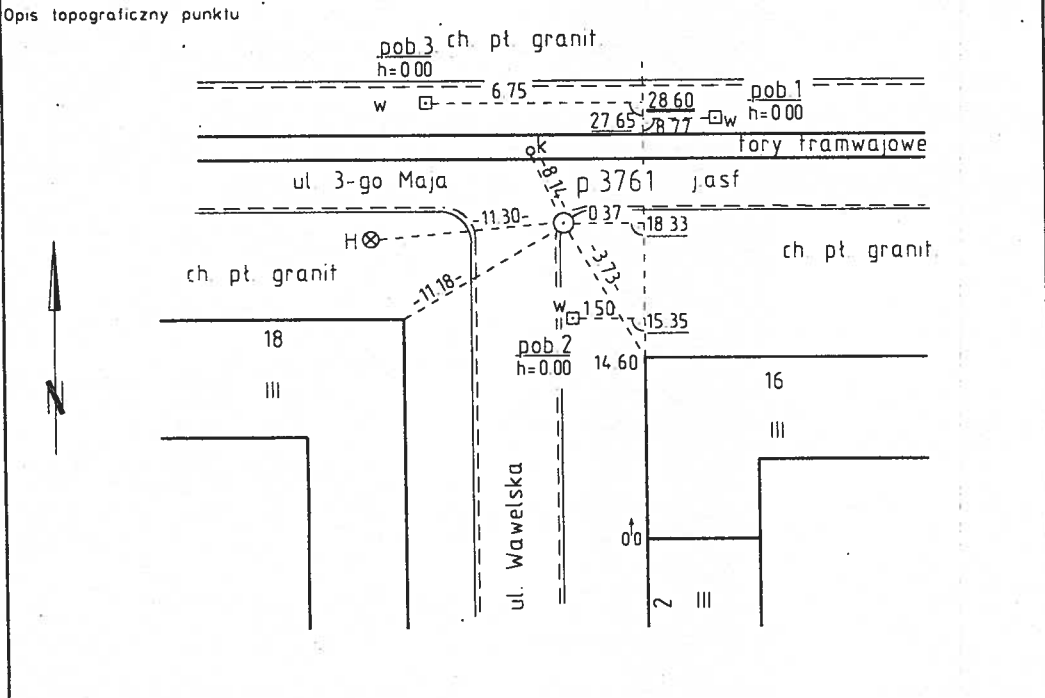 Opis topograficzny punktu
pob.3 ch. pł. granit.
h=0.00
6.75
w
28.60
pob.1
h=0.00
27.65
8.77
w
tory tramwajowe
k
ul. 3-go Maja
8.14
p.3761
j.asf
11.30
0.37
18.33
H
ch. pł. granit
ch. pł. granit.
3.73
11.18
w
1.50
15.35
18
pob.2
h=0.00
14.60
16
III
III
N
ul. Wawelska
0.0
2
III